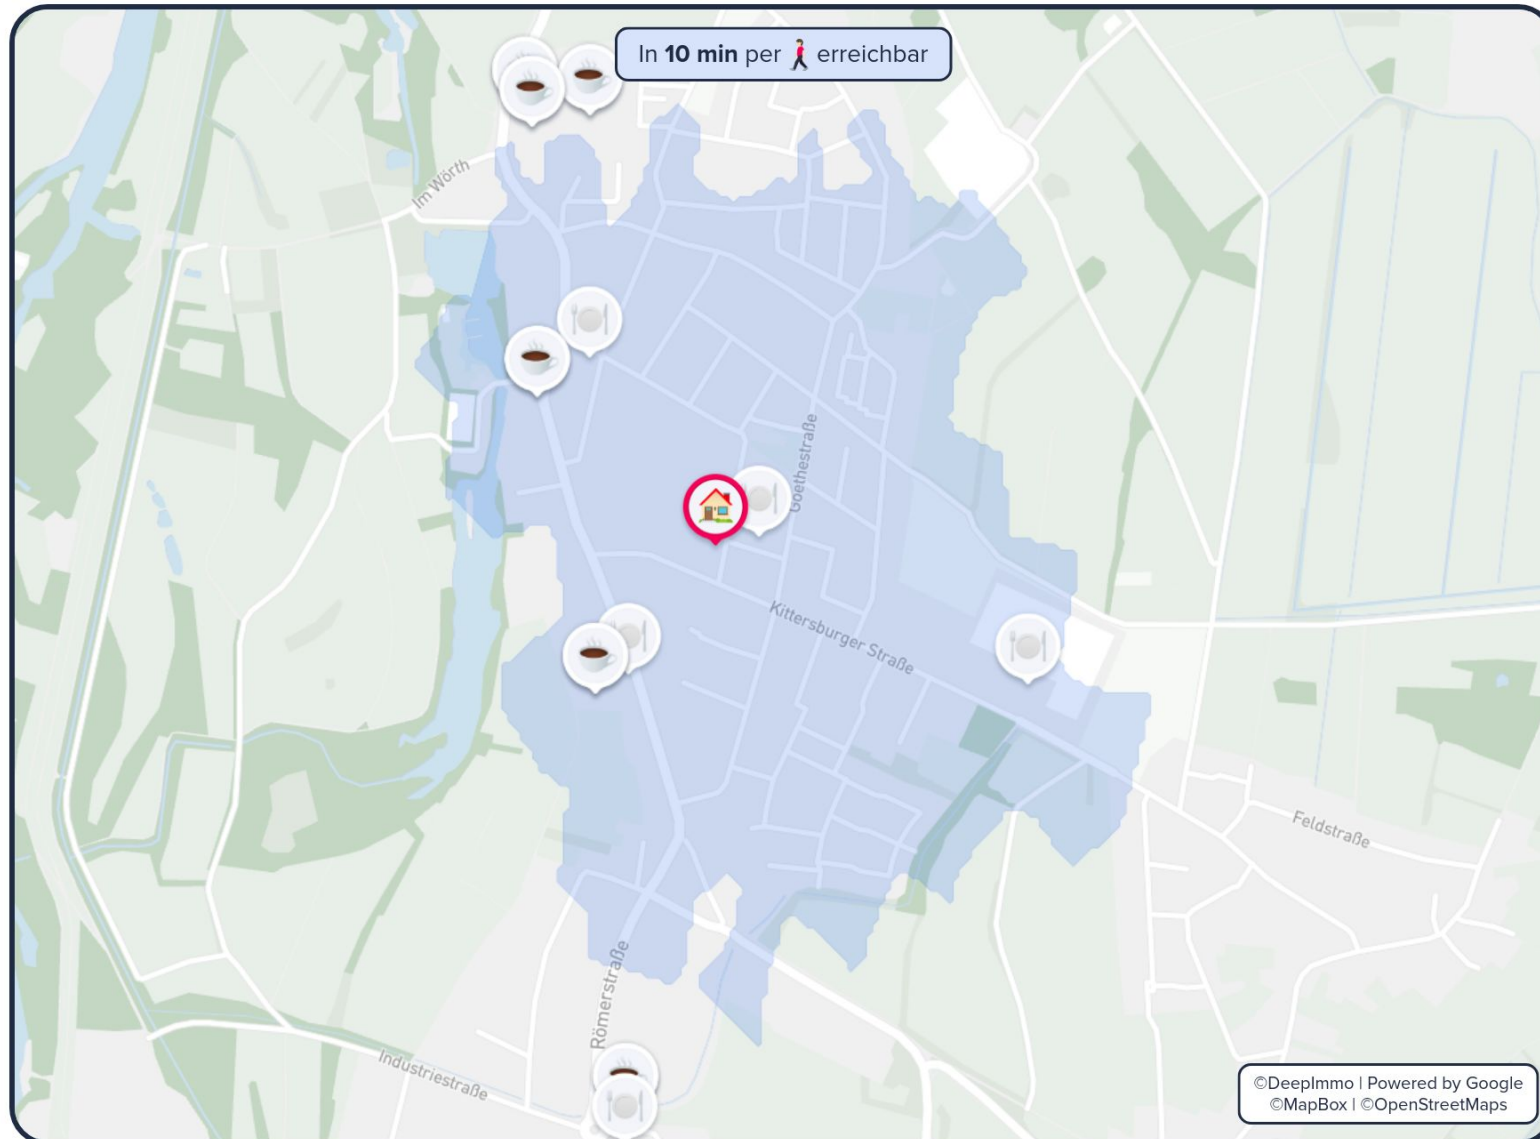 In 10 min per erreichbar
Im Wörth
Goethestraße
Kittersburger Straße
Feldstraße
Römerstraße
Industriestraße
©DeepImmo | Powered by Google
©MapBox | ©OpenStreetMaps